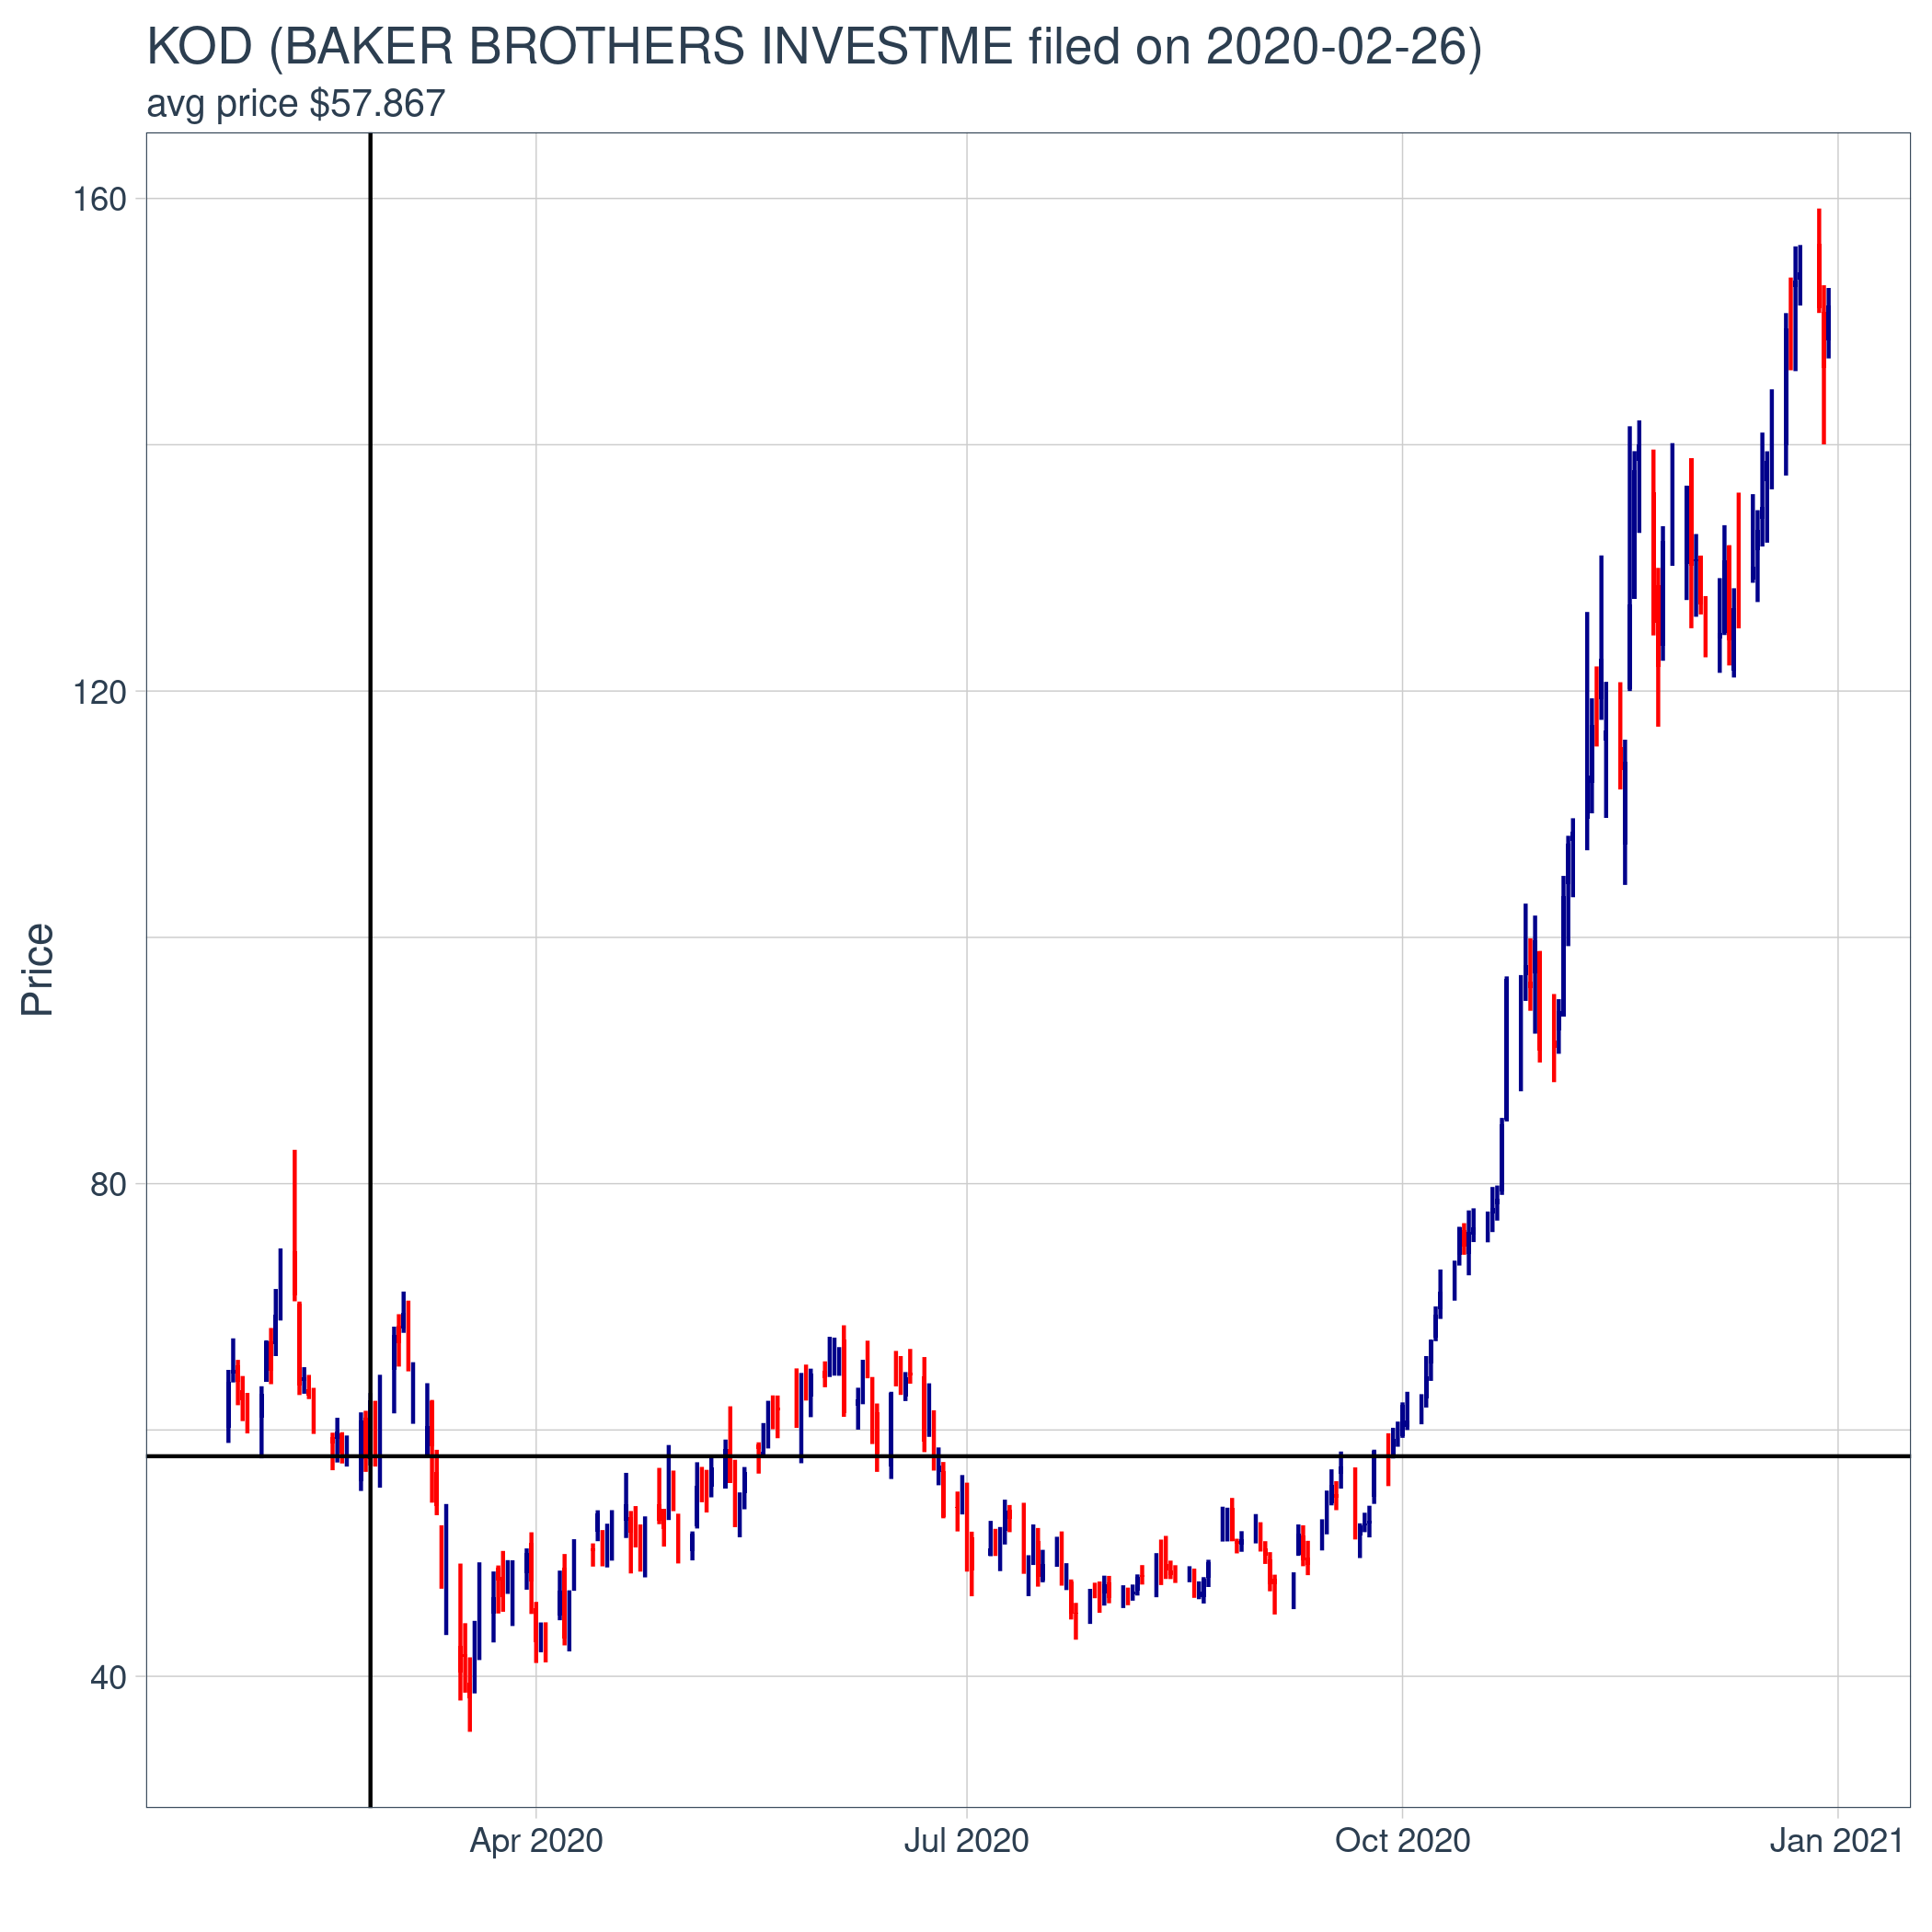 KOD (BAKER BROTHERS INVESTME filed on 2020-02-26)
avg price $57.867
160
120
80
40
Price
Apr 2020
Jul 2020
Oct 2020
Jan 2021